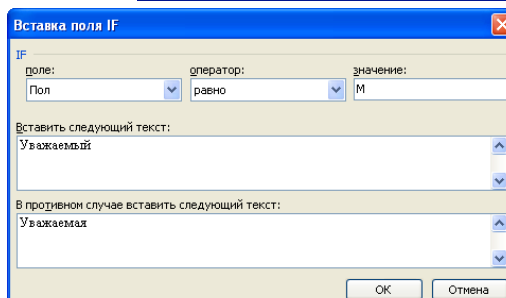 Вставка поля IF
IF
поле: оператор: значение:
Пол равно М
Вставить следующий текст:
Уважаемый
В противном случае вставить следующий текст:
Уважаемая
ОК Отмена